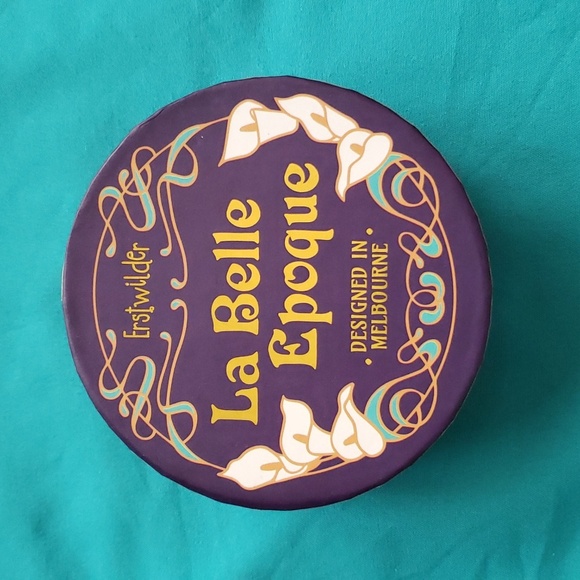 Erstwilder
La Belle
Epoque
• DESIGNED IN •
MELBOURNE